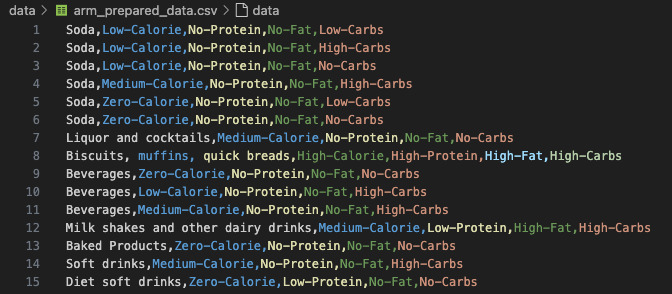 data > arm_prepared_data.csv > data
1 Soda,Low-Calorie,No-Protein,No-Fat,Low-Carbs
2 Soda,Low-Calorie,No-Protein,No-Fat,High-Carbs
3 Soda,Low-Calorie,No-Protein,No-Fat,No-Carbs
4 Soda,Medium-Calorie,No-Protein,No-Fat,High-Carbs
5 Soda,Zero-Calorie,No-Protein,No-Fat,Low-Carbs
6 Soda,Zero-Calorie,No-Protein,No-Fat,No-Carbs
7 Liquor and cocktails,Medium-Calorie,No-Protein,No-Fat,No-Carbs
8 Biscuits, muffins, quick breads,High-Calorie,High-Protein,High-Fat,High-Carbs
9 Beverages,Zero-Calorie,No-Protein,No-Fat,No-Carbs
10 Beverages,Low-Calorie,No-Protein,No-Fat,High-Carbs
11 Beverages,Medium-Calorie,No-Protein,No-Fat,High-Carbs
12 Milk shakes and other dairy drinks,Medium-Calorie,Low-Protein,High-Fat,High-Carbs
13 Baked Products,Zero-Calorie,No-Protein,No-Fat,No-Carbs
14 Soft drinks,Medium-Calorie,No-Protein,No-Fat,High-Carbs
15 Diet soft drinks,Zero-Calorie,Low-Protein,No-Fat,No-Carbs